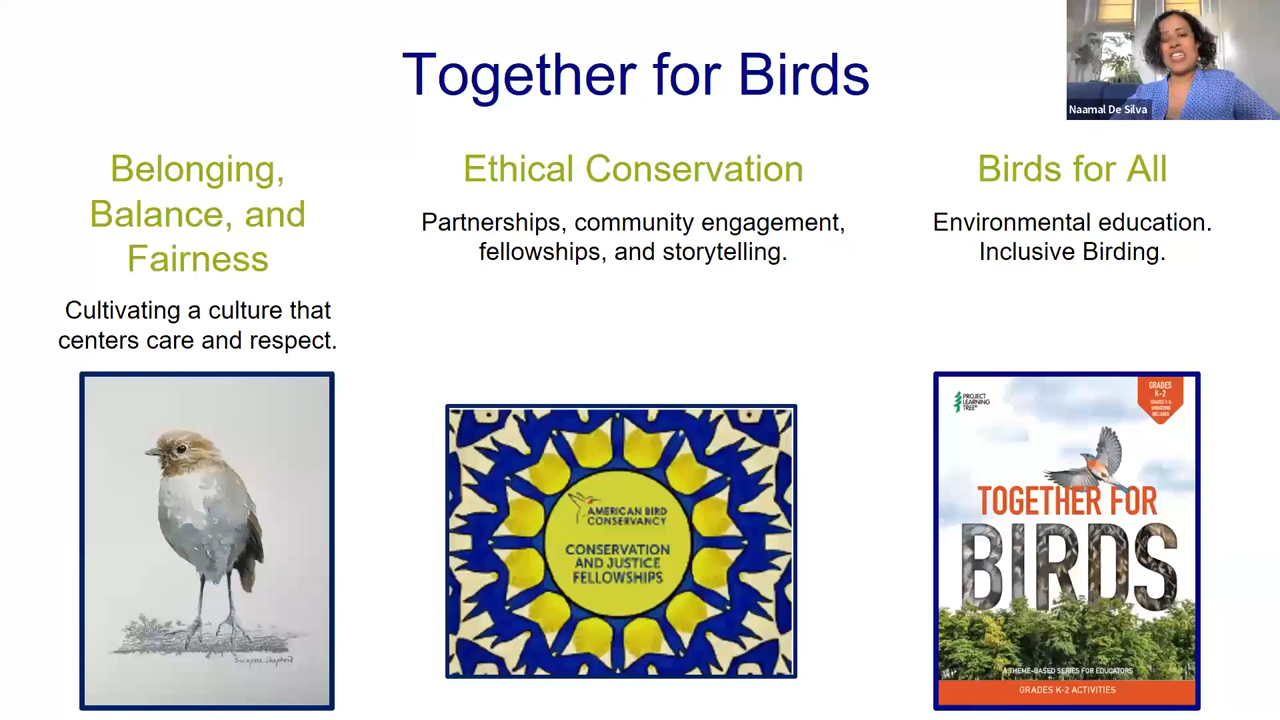 Together for Birds
Naamal De Silva
Belonging,
Balance, and
Fairness
Cultivating a culture that
centers care and respect.
Ethical Conservation
Partnerships, community engagement,
fellowships, and storytelling.
Birds for All
Environmental education.
Inclusive Birding.
AMERICAN BIRD
CONSERVANCY
CONSERVATION
AND JUSTICE
FELLOWSHIPS
PROJECT
LEARNING
TREE
GRADES
K-2
TOGETHER FOR
BIRDS
A THEME-BASED SERIES FOR EDUCATORS
GRADES K-2 ACTIVITIES